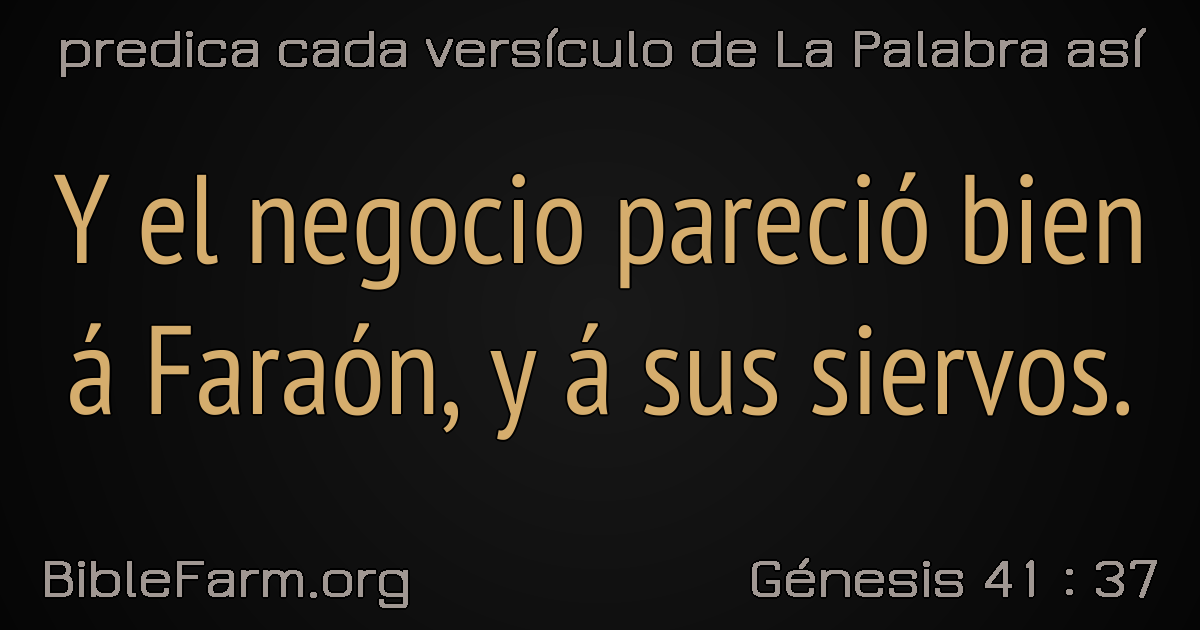 predica cada versículo de La Palabra así
Y el negocio pareció bien
á Faraón, y á sus siervos.
BibleFarm.org
Génesis 41 : 37